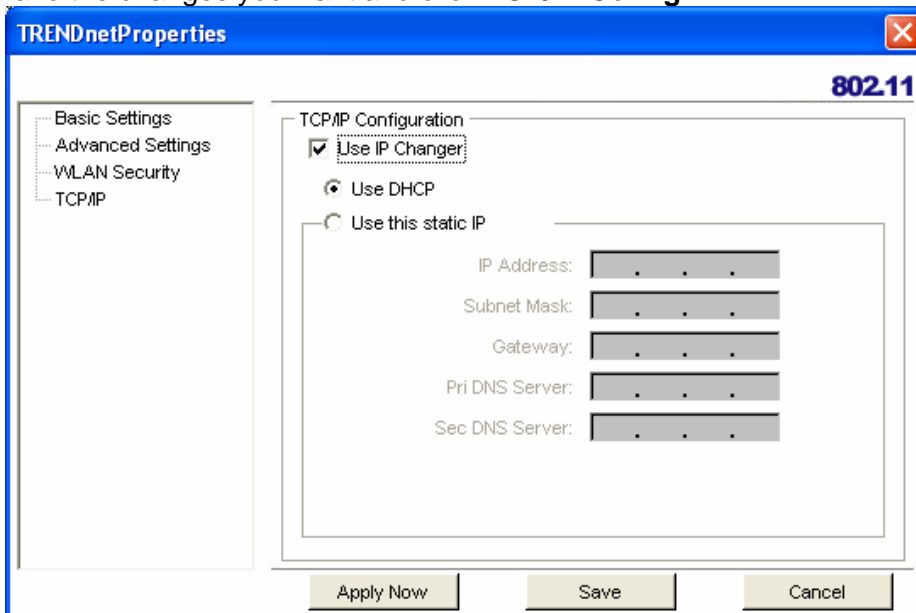 TRENDnetProperties
802.11
Basic Settings
Advanced Settings
WLAN Security
TCP/IP
TCP/IP Configuration
Use IP Changer
Use DHCP
Use this static IP
IP Address:
Subnet Mask:
Gateway:
Pri DNS Server:
Sec DNS Server:
Apply Now
Save
Cancel